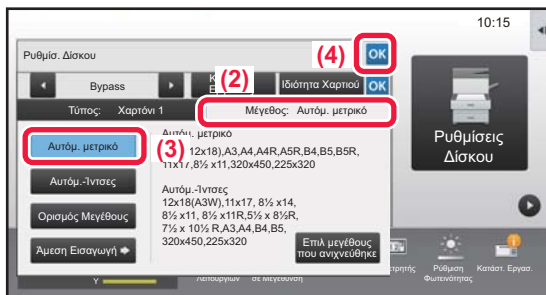 10:15
Ρυθμίσ. Δίσκου
(4)
OK
Bypass
(2)
Ιδιότητα Χαρτιού
OK
Τύπος: Χαρτόνι 1
Μέγεθος: Αυτόμ. μετρικό
Αυτόμ. μετρικό
(3)
Αυτόμ.-Ίντσες
Ορισμός Μεγέθους
Άμεση Εισαγωγή
Αυτόμ. μετρικό
12x18),A3,A4,A4R,A5R,B4,B5,B5R,
11x17,8½ x11,320x450,225x320
Αυτόμ.-Ίντσες
12x18(A3W),11x17, 8½ x14,
8½ x11, 8½ x11R,5½ x 8½R,
7½ x 10½ R,A3,A4,B4,B5,
320x450,225x320
Επιλ μεγέθους
που ανιχνεύθηκε
Ρυθμίσεις
Δίσκου
Y
Λειτουργιών
σε Μεγέθυνση
Ρύθμιση
Φωτεινότητας
Κατάστ. Εργασ.